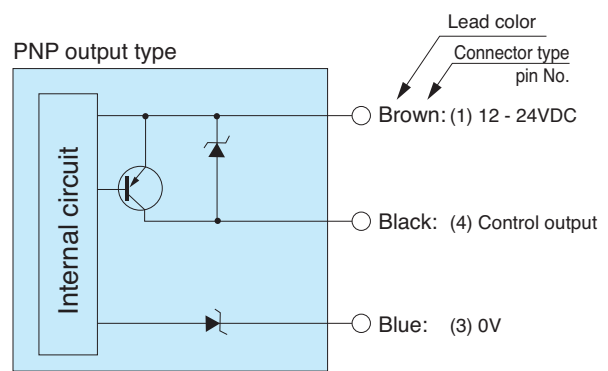 Lead color
PNP output type
Connector type
pin No.
Internal circuit
Brown: (1) 12 - 24VDC
Black: (4) Control output
Blue: (3) 0V